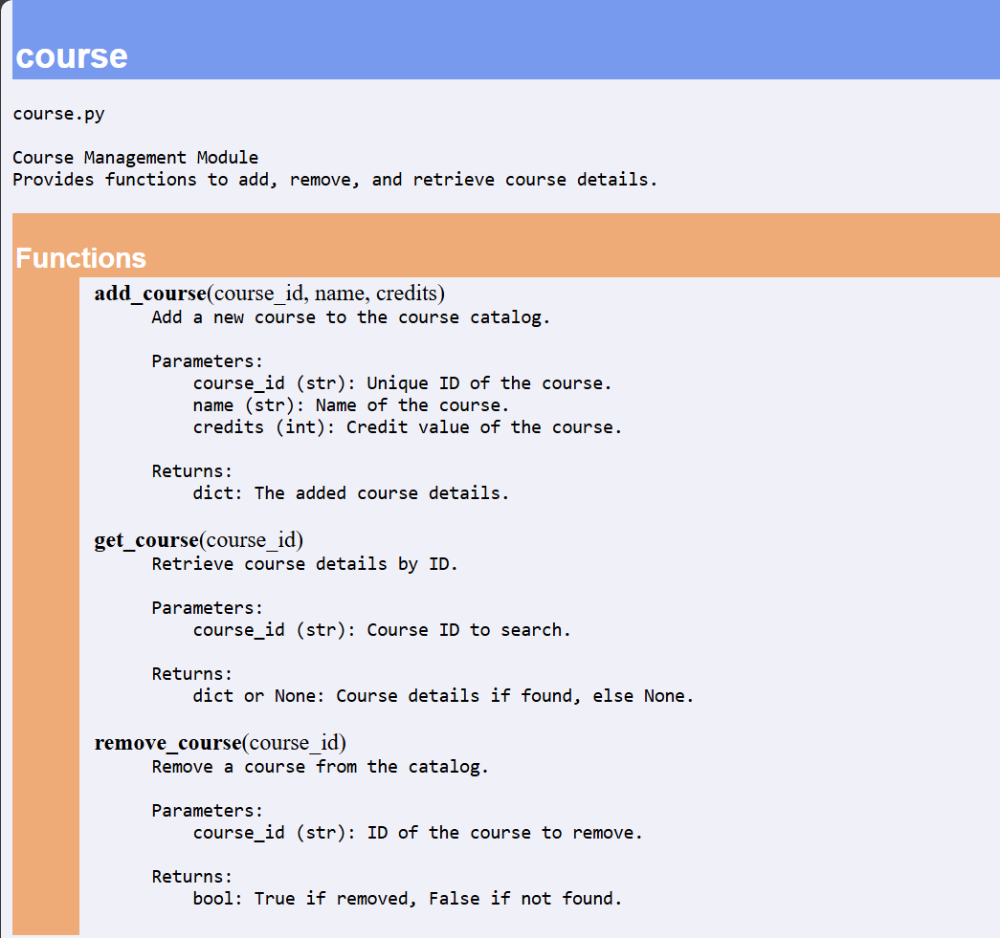 course
course.py
Course Management Module
Provides functions to add, remove, and retrieve course details.
Functions
add_course(course_id, name, credits)
Add a new course to the course catalog.
Parameters:
course_id (str): Unique ID of the course.
name (str): Name of the course.
credits (int): Credit value of the course.
Returns:
dict: The added course details.
get_course(course_id)
Retrieve course details by ID.
Parameters:
course_id (str): Course ID to search.
Returns:
dict or None: Course details if found, else None.
remove_course(course_id)
Remove a course from the catalog.
Parameters:
course_id (str): ID of the course to remove.
Returns:
bool: True if removed, False if not found.